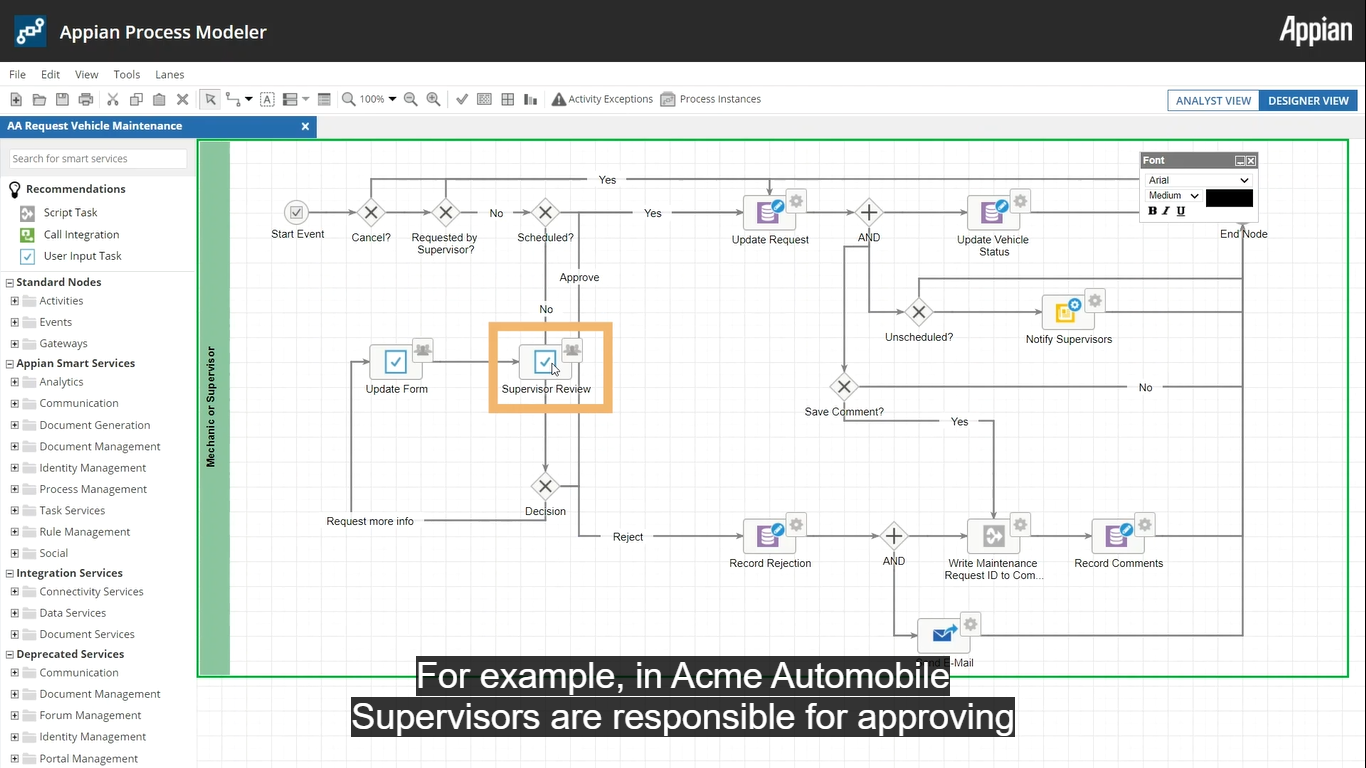 Appian Process Modeler
Appian
File Edit View Tools Lanes
100% Activity Exceptions Process Instances
ANALYST VIEW DESIGNER VIEW
AA Request Vehicle Maintenance
Search for smart services
Recommendations
Script Task
Call Integration
User Input Task
Standard Nodes
Activities
Events
Gateways
Appian Smart Services
Analytics
Communication
Document Generation
Document Management
Identity Management
Process Management
Task Services
Rule Management
Social
Integration Services
Connectivity Services
Data Services
Document Services
Deprecated Services
Communication
Document Management
Forum Management
Identity Management
Portal Management
Mechanic or Supervisor
Yes
Start Event
Cancel?
Requested by
Supervisor?
No
Scheduled?
Yes
Update Request
AND
Update Vehicle
Status
Font
Arial
Medium
B I U
End Node
Approve
No
Unscheduled?
Notify Supervisors
Update Form
Supervisor Review
Save Comment?
No
Yes
Decision
Request more info
Reject
Record Rejection
AND
Write Maintenance
Request ID to Com...
Record Comments
E-Mail
For example, in Acme Automobile
Supervisors are responsible for approving